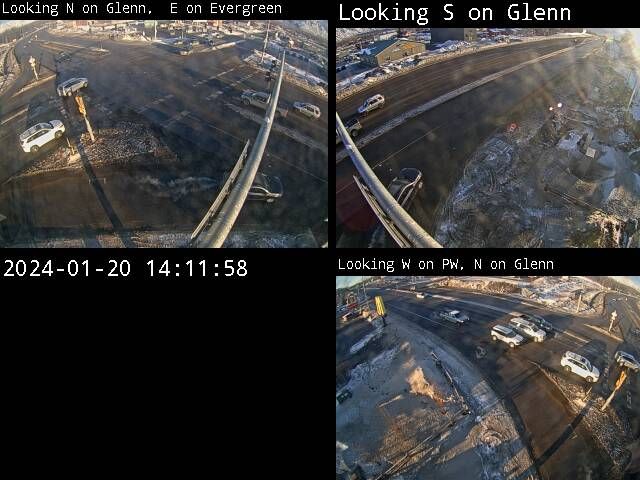 Looking N on Glenn,  E on Evergreen
Looking S on Glenn
2024-01-20 14:11:58
Looking W on PW, N on Glenn